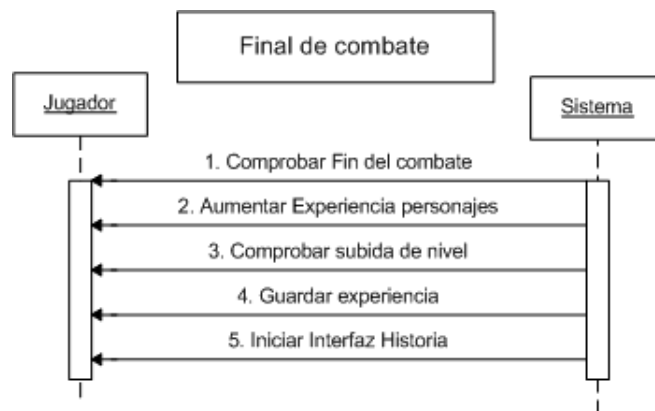 Final de combate
Jugador
Sistema
1. Comprobar Fin del combate
2. Aumentar Experiencia personajes
3. Comprobar subida de nivel
4. Guardar experiencia
5. Iniciar Interfaz Historia